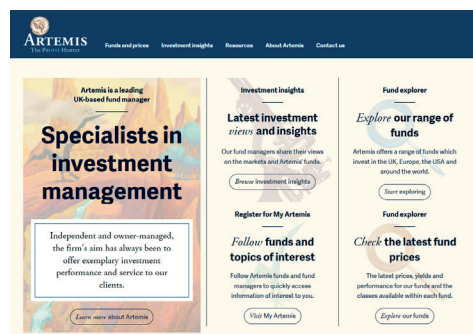 ARTEMIS
The PROFIT Hunter
Funds and prices Investment insights Resources About Artemis Contact us
Artemis is a leading
UK-based fund manager
Specialists in
investment
management
Independent and owner-managed,
the firm's aim has always been to
offer exemplary investment
performance and service to our
clients.
Learn more about Artemis
Investment insights
Latest investment
views and insights
Our fund managers share their views
on the markets and Artemis' funds.
Browse investment insights
Fund explorer
Explore our range of
funds
Artemis offers a range of funds which
invest in the UK, Europe, the USA and
around the world.
Start exploring
Register for My Artemis
Follow funds and
topics of interest
Follow Artemis funds and fund
managers to quickly access
information of interest to you.
Visit My Artemis
Fund explorer
Check the latest fund
prices
The latest prices, yields and
performance for our funds and the
classes available within each fund.
Explore our funds